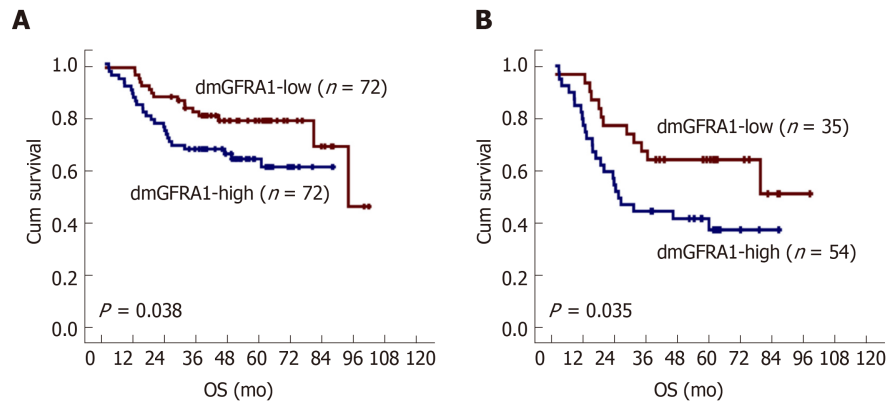 A
Cum survival
1.0
0.8
0.6
0.4
0.2
0.0
dmGFRA1-low (n = 72)
dmGFRA1-high (n = 72)
P = 0.038
0 12 24 36 48 60 72 84 96 108 120
OS (mo)
B
Cum survival
1.0
0.8
0.6
0.4
0.2
0.0
dmGFRA1-low (n = 35)
dmGFRA1-high (n = 54)
P = 0.035
0 12 24 36 48 60 72 84 96 108 120
OS (mo)